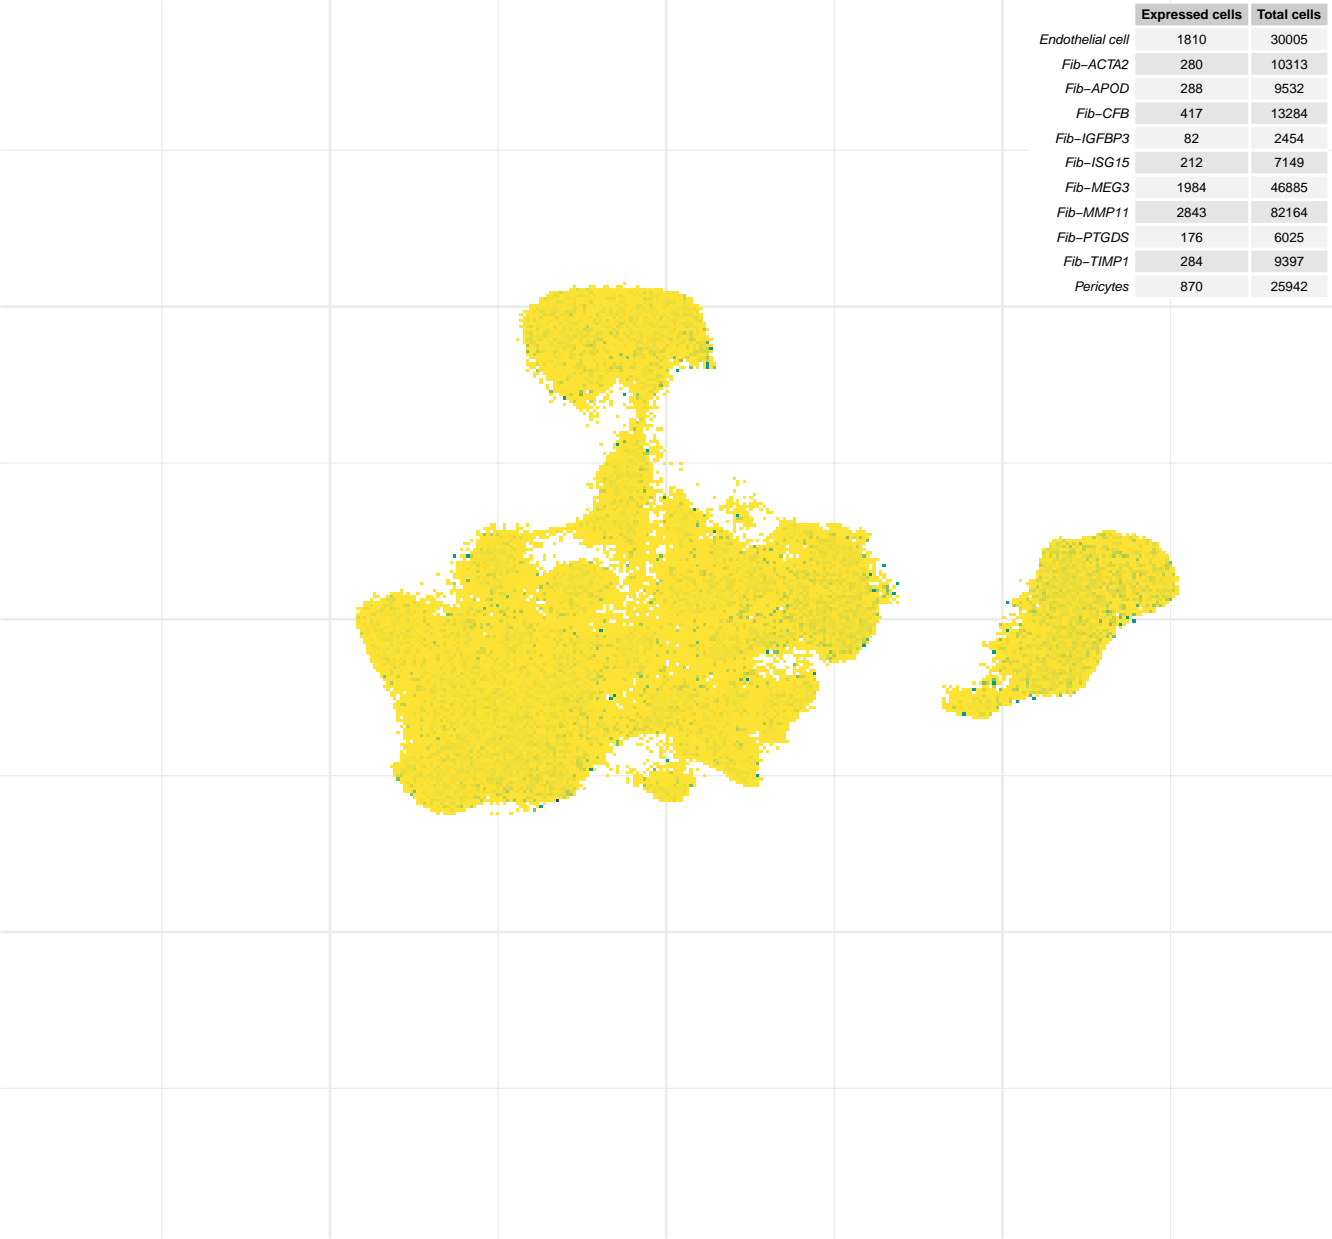 Expressed cells Total cells
Endothelial cell 1810 30005
Fib−ACTA2 280 10313
Fib−APOD 288 9532
Fib−CFB 417 13284
Fib−IGFBP3 82 2454
Fib−ISG15 212 7149
Fib−MEG3 1984 46885
Fib−MMP11 2843 82164
Fib−PTGDS 176 6025
Fib−TIMP1 284 9397
Pericytes 870 25942